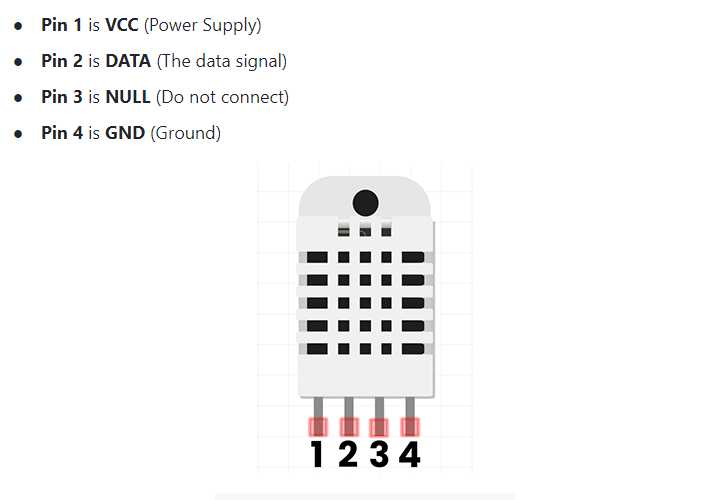 ● Pin 1 is VCC (Power Supply)
● Pin 2 is DATA (The data signal)
● Pin 3 is NULL (Do not connect)
● Pin 4 is GND (Ground)
1 2 3 4